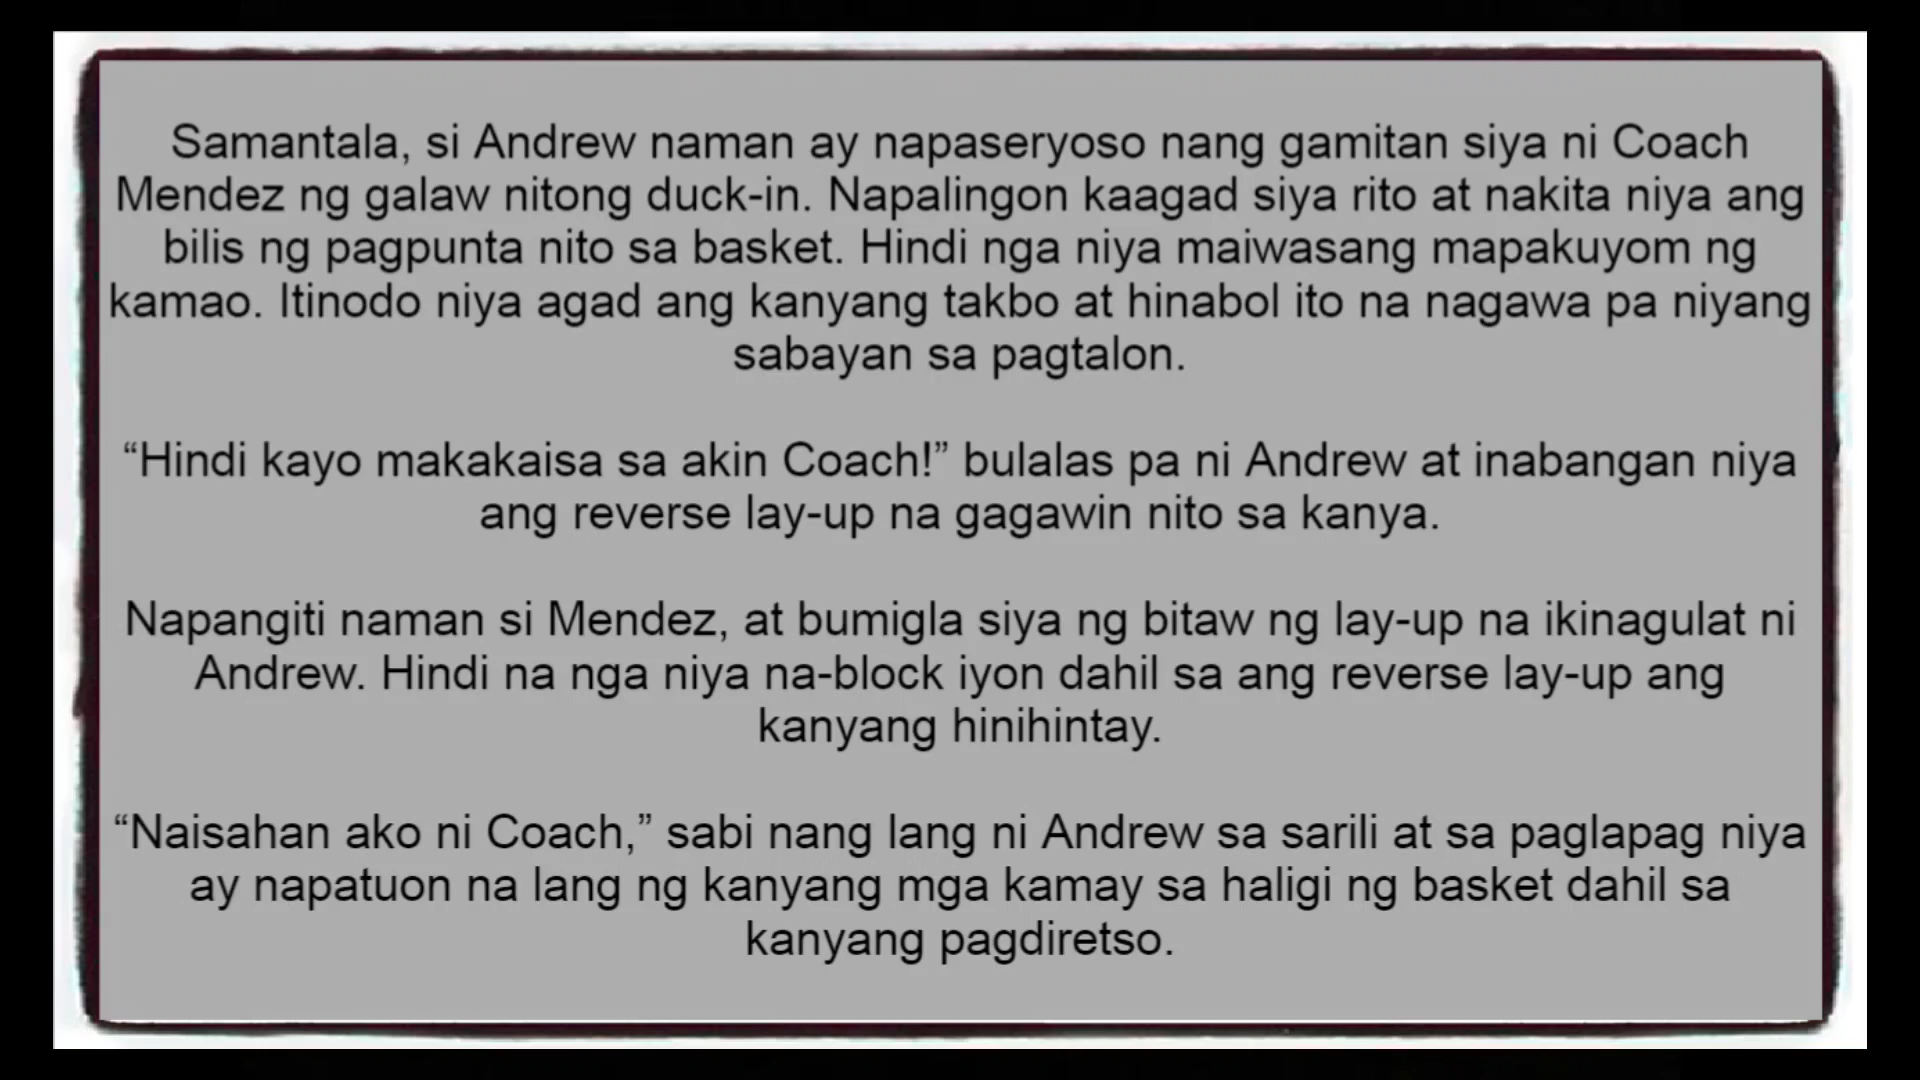 Samantala, si Andrew naman ay napaseryoso nang gamitan siya ni Coach
Mendez ng galaw nitong duck-in. Napalingon kaagad siya rito at nakita niya ang
bilis ng pagpunta nito sa basket. Hindi nga niya maiwasang mapakuyom ng
kamao. Itinodo niya agad ang kanyang takbo at hinabol ito na nagawa pa niyang
sabayan sa pagtalon.
“Hindi kayo makakaisa sa akin Coach!” bulalas pa ni Andrew at inabangan niya
ang reverse lay-up na gagawin nito sa kanya.
Napangiti naman si Mendez, at bumigla siya ng bitaw ng lay-up na ikinagulat ni
Andrew. Hindi na nga niya na-block iyon dahil sa ang reverse lay-up ang
kanyang hinihintay.
“Naisahan ako ni Coach,” sabi nang lang ni Andrew sa sarili at sa paglapag niya
ay napatuon na lang ng kanyang mga kamay sa haligi ng basket dahil sa
kanyang pagdiretso.